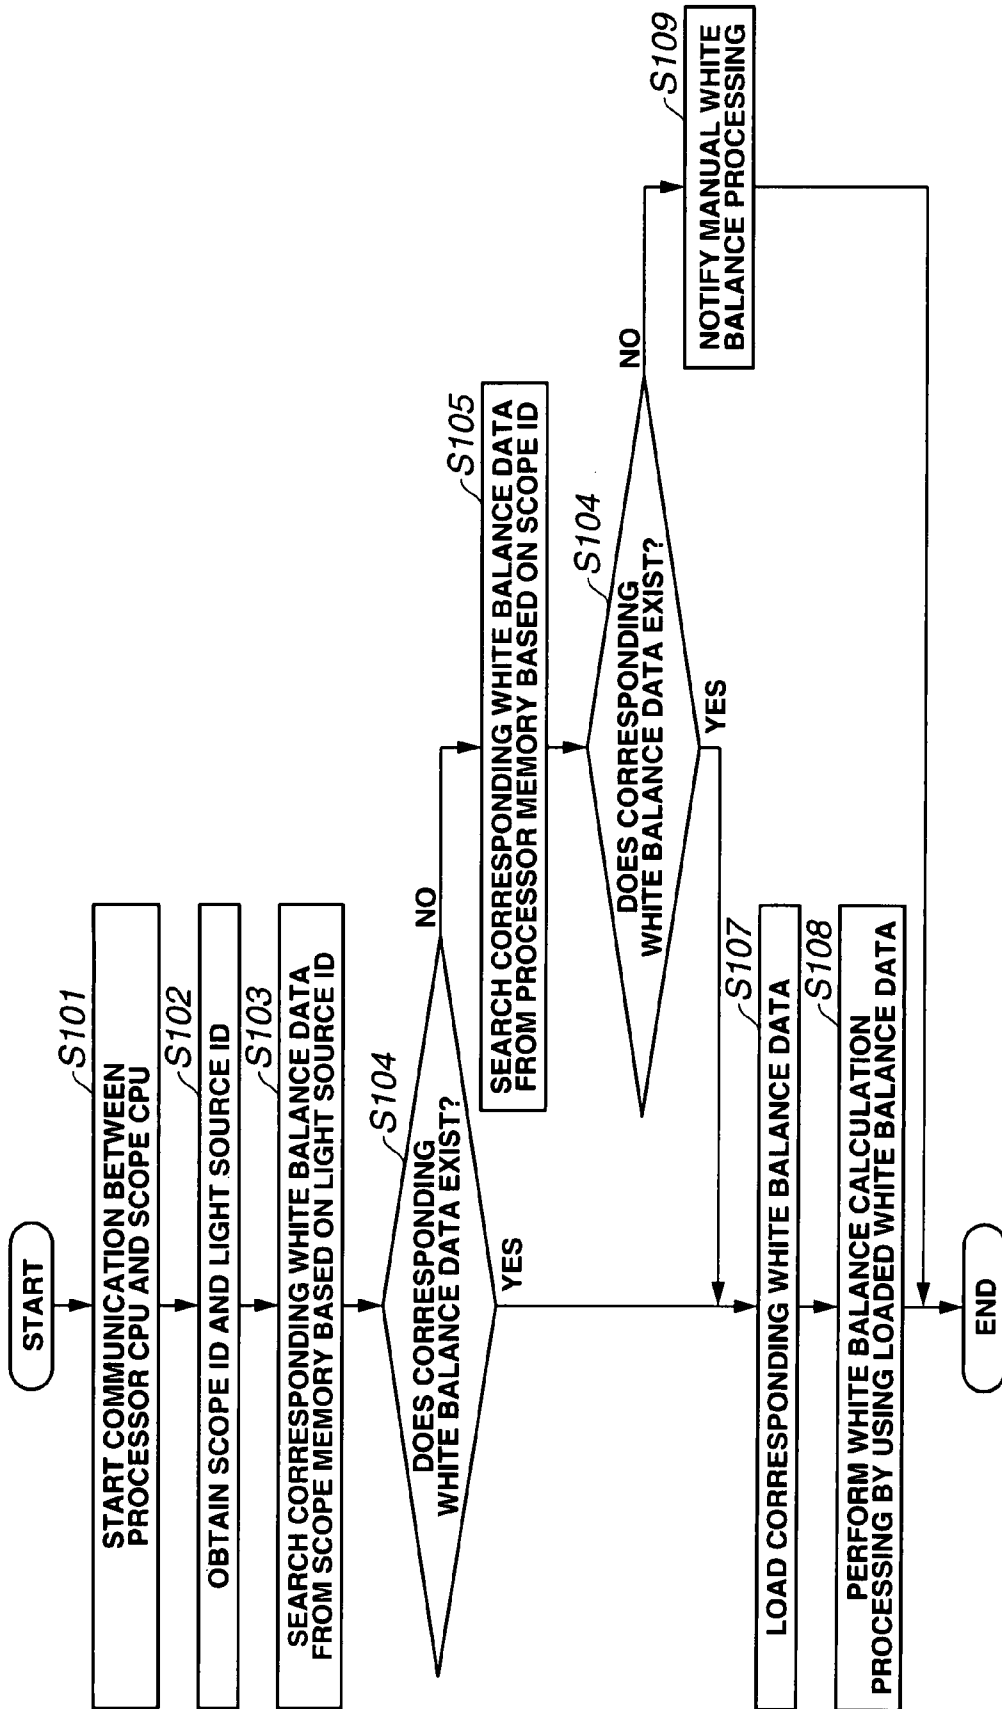 START
S101
START COMMUNICATION BETWEEN
PROCESSOR CPU AND SCOPE CPU
S102
OBTAIN SCOPE ID AND LIGHT SOURCE ID
S103
SEARCH CORRESPONDING WHITE BALANCE DATA
FROM SCOPE MEMORY BASED ON LIGHT SOURCE ID
S104
DOES CORRESPONDING
WHITE BALANCE DATA EXIST?
NO
YES
S105
SEARCH CORRESPONDING WHITE BALANCE DATA
FROM PROCESSOR MEMORY BASED ON SCOPE ID
S104
DOES CORRESPONDING
WHITE BALANCE DATA EXIST?
NO
YES
S109
NOTIFY MANUAL WHITE
BALANCE PROCESSING
S107
LOAD CORRESPONDING WHITE BALANCE DATA
S108
PERFORM WHITE BALANCE CALCULATION
PROCESSING BY USING LOADED WHITE BALANCE DATA
END